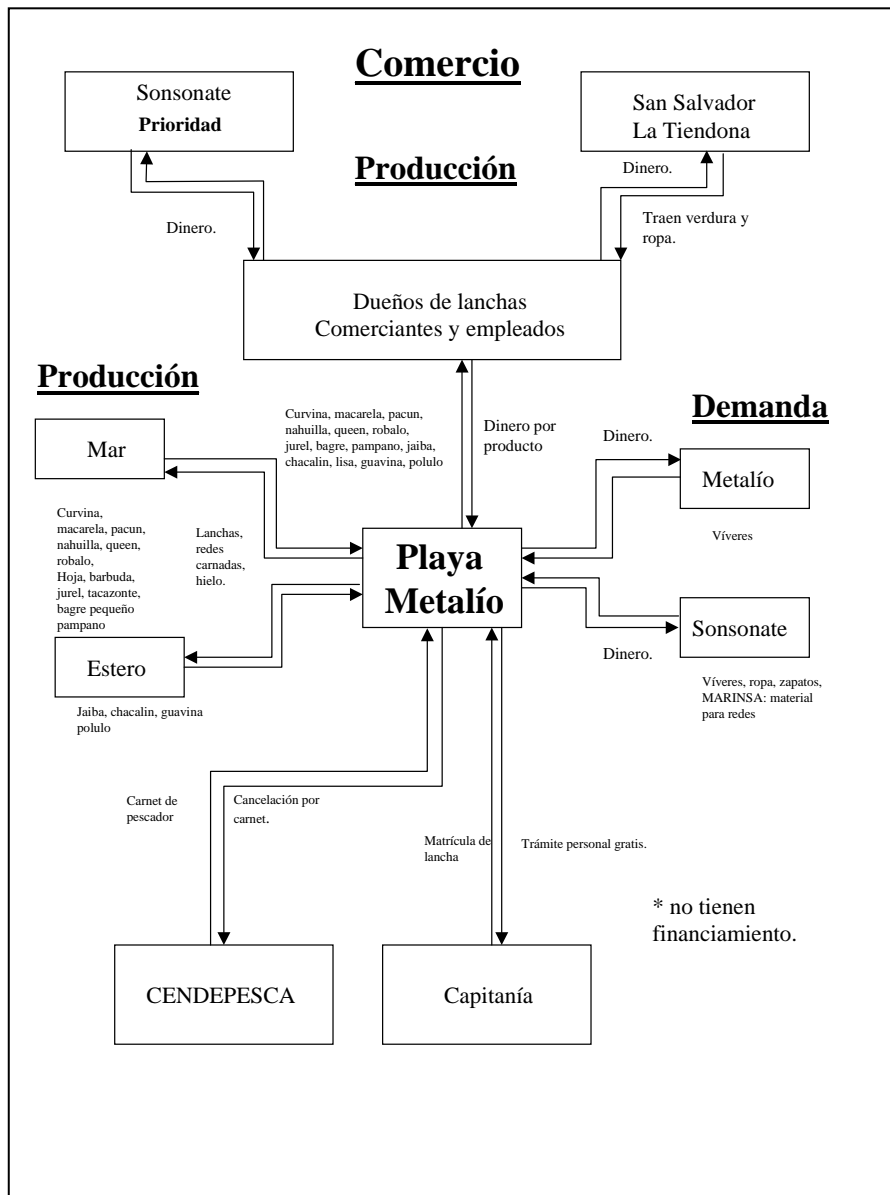 Comercio
Sonsonate
Prioridad
San Salvador
La Tiendona
Producción
Dinero.
Dinero.
Traen verdura y
ropa.
Dueños de lanchas
Comerciantes y empleados
Producción
Demanda
Curvina, macarela, pacun,
nahuilla, queen, robalo,
jurel, bagre, pampano, jaiba,
chacalin, lisa, guavina, polulo
Dinero por
producto
Dinero.
Mar
Metalío
Víveres
Curvina,
macarela, pacun,
nahuilla, queen,
robalo,
Hoja, barbuda,
jurel, tacazonte,
bagre pequeño
pampano
Lanchas,
redes
carnadas,
hielo.
Playa
Metalío
Estero
Jaiba, chacalin, guavina
polulo
Sonsonate
Dinero.
Víveres, ropa, zapatos,
MARINSA: material
para redes
Carnet de
pescador
Cancelación por
carnet.
Matrícula de
lancha
Trámite personal gratis.
* no tienen
financiamiento.
CENDEPESCA
Capitanía